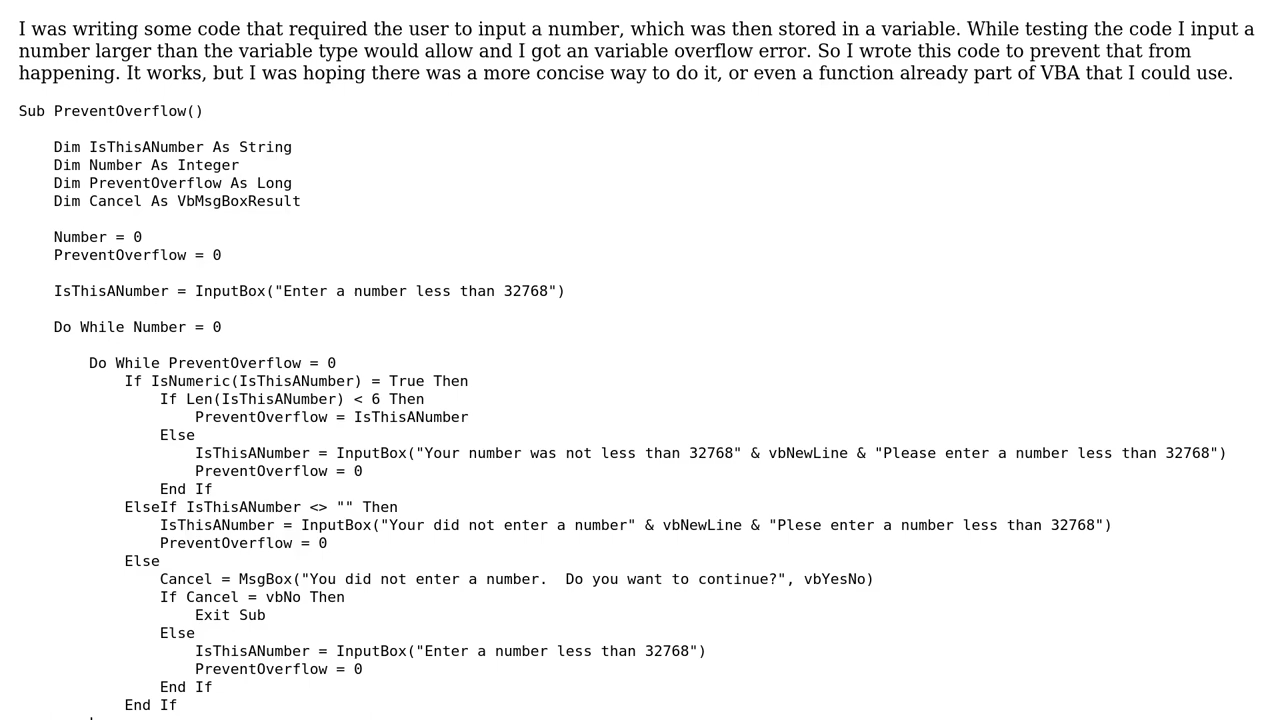 I was writing some code that required the user to input a number, which was then stored in a variable. While testing the code I input a
number larger than the variable type would allow and I got an variable overflow error. So I wrote this code to prevent that from
happening. It works, but I was hoping there was a more concise way to do it, or even a function already part of VBA that I could use.
Sub PreventOverflow()
    Dim IsThisANumber As String
    Dim Number As Integer
    Dim PreventOverflow As Long
    Dim Cancel As VbMsgBoxResult
    Number = 0
    PreventOverflow = 0
    IsThisANumber = InputBox("Enter a number less than 32768")
    Do While Number = 0
        Do While PreventOverflow = 0
            If IsNumeric(IsThisANumber) = True Then
                If Len(IsThisANumber) < 6 Then
                    PreventOverflow = IsThisANumber
                Else
                    IsThisANumber = InputBox("Your number was not less than 32768" & vbNewLine & "Please enter a number less than 32768")
                    PreventOverflow = 0
                End If
            ElseIf IsThisANumber <> "" Then
                IsThisANumber = InputBox("Your did not enter a number" & vbNewLine & "Plese enter a number less than 32768")
                PreventOverflow = 0
            Else
                Cancel = MsgBox("You did not enter a number.  Do you want to continue?", vbYesNo)
                If Cancel = vbNo Then
                    Exit Sub
                Else
                    IsThisANumber = InputBox("Enter a number less than 32768")
                    PreventOverflow = 0
                End If
            End If